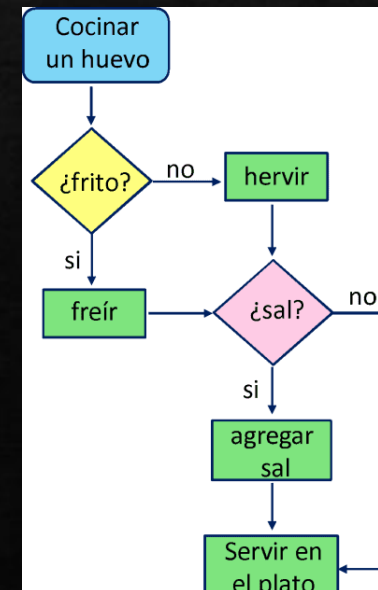 Cocinar
un huevo
¿frito?
no
hervir
si
freír
¿sal?
no
si
agregar
sal
Servir en
el plato